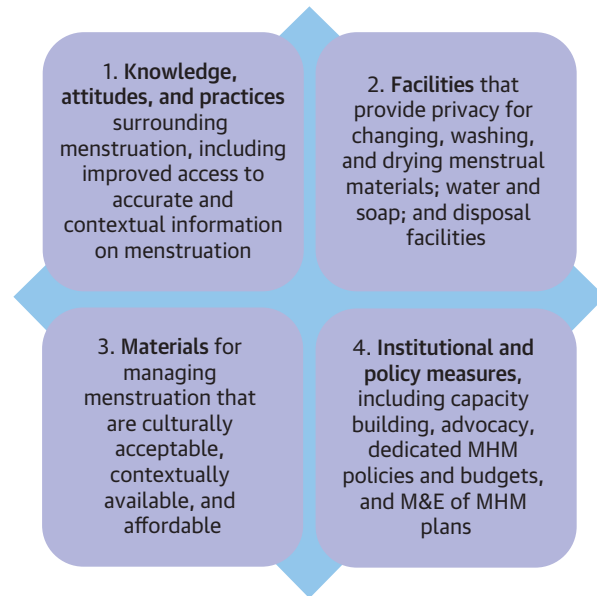 1. Knowledge,
attitudes, and practices
surrounding
menstruation, including
improved access to
accurate and
contextual information
on menstruation
2. Facilities that
provide privacy for
changing, washing,
and drying menstrual
materials; water and
soap; and disposal
facilities
3. Materials for
managing
menstruation that
are culturally
acceptable,
contextually
available, and
affordable
4. Institutional and
policy measures,
including capacity
building, advocacy,
dedicated MHM
policies and budgets,
and M&E of MHM
plans